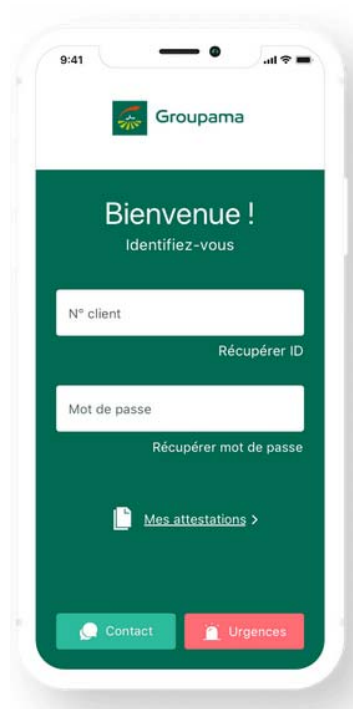 9:41
Groupama
Bienvenue !
Identifiez-vous
N° client
Récupérer ID
Mot de passe
Récupérer mot de passe
Mes attestations >
Contact
Urgences